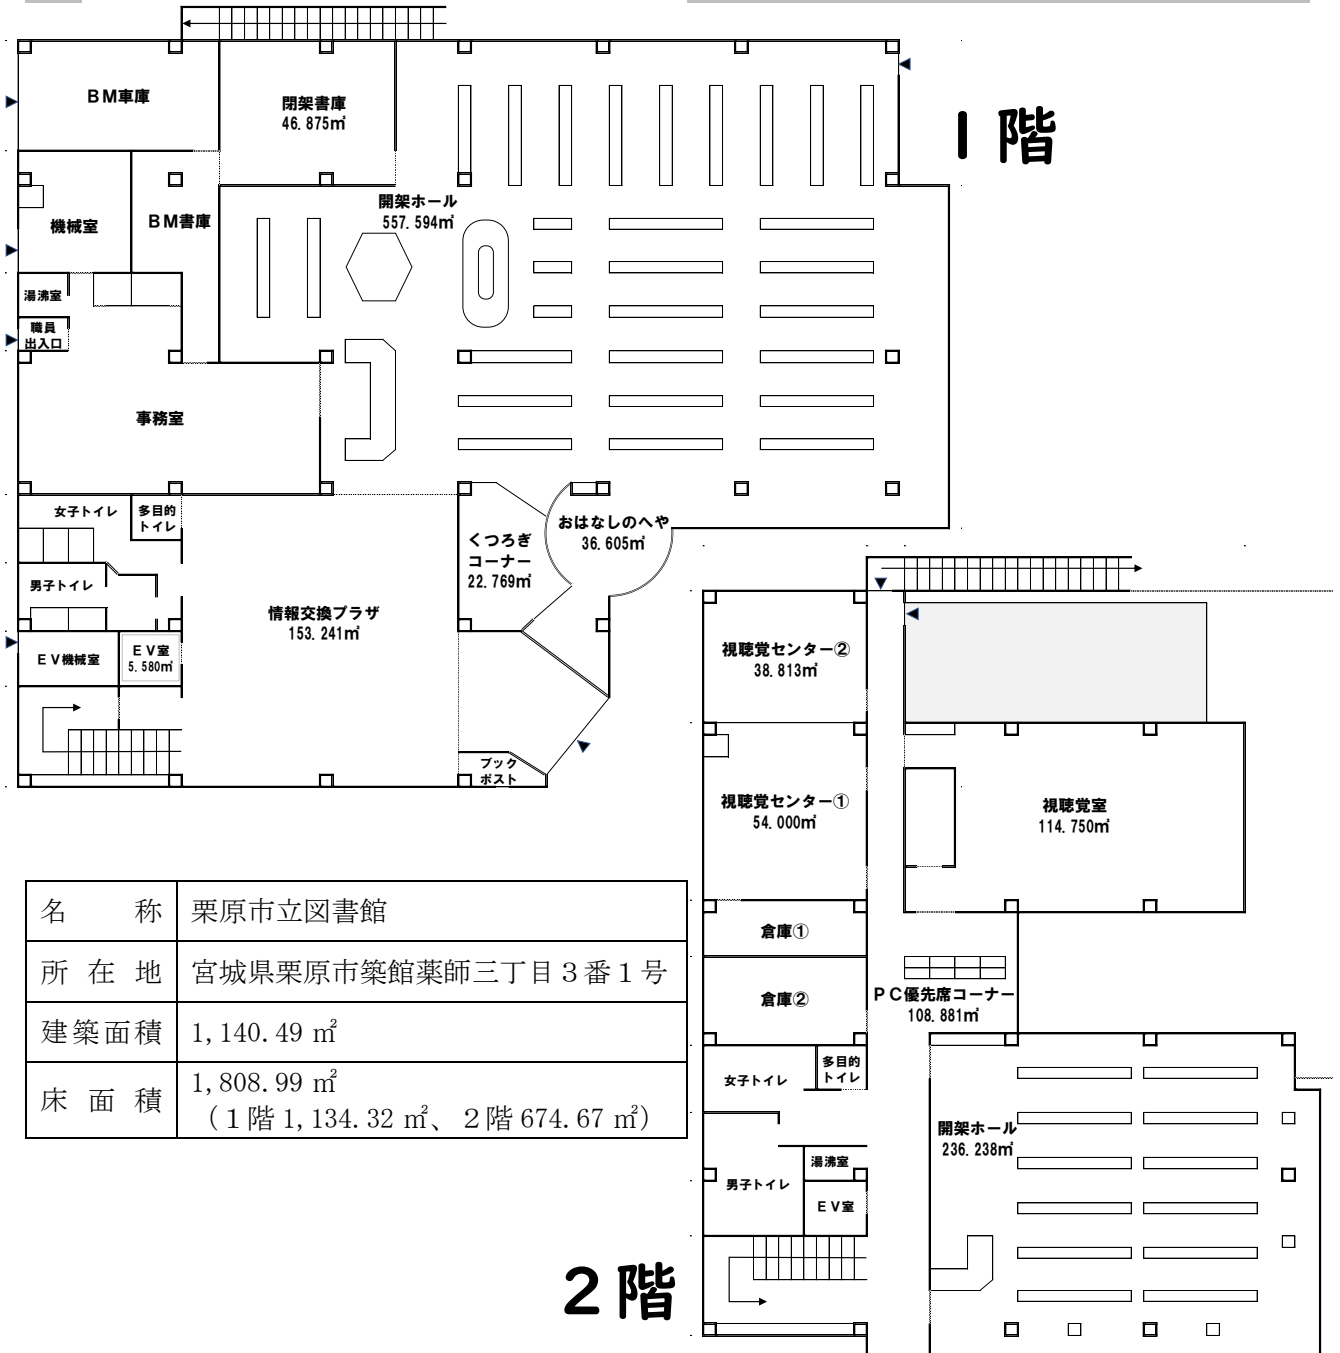 1階
BM車庫
閉架書庫
46.875㎡
機械室
BM書庫
開架ホール
557.594㎡
湯沸室
職員
出入口
事務室
女子トイレ
多目的
トイレ
男子トイレ
EV機械室
EV室
5.580㎡
情報交換プラザ
153.241㎡
くつろぎ
コーナー
22.769㎡
おはなしのへや
36.605㎡
ブック
ポスト
視聴覚センター②
38.813㎡
視聴覚センター①
54.000㎡
視聴覚室
114.750㎡
倉庫①
倉庫②
PC優先席コーナー
108.881㎡
女子トイレ
多目的
トイレ
開架ホール
236.238㎡
男子トイレ
湯沸室
EV室
2階
名称 栗原市立図書館
所在地 宮城県栗原市築館薬師三丁目3番1号
建築面積 1,140.49 ㎡
床面積 1,808.99 ㎡
（1階 1,134.32 ㎡、2階 674.67 ㎡）